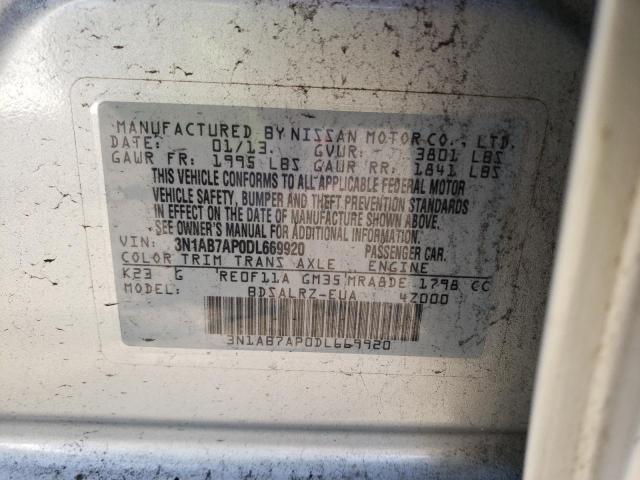 MANUFACTURED BY NISSAN MOTOR CO., LTD.
DATE: 01/13. GVWR: 3801 LBS
GAWR FR: 1995 LBS GAWR RR: 1841 LBS
THIS VEHICLE CONFORMS TO ALL APPLICABLE FEDERAL MOTOR
VEHICLE SAFETY, BUMPER AND THEFT PREVENTION STANDARDS
IN EFFECT ON THE DATE OF MANUFACTURE SHOWN ABOVE.
SEE OWNER'S MANUAL FOR ADDITIONAL INFORMATION
VIN: 3N1AB7AP0DL669920 PASSENGER CAR.
COLOR TRIM TRANS AXLE ENGINE
K23 G RE0F11A GM35 MRA8DE 1798 CC
MODEL: BDSALRZ-EUA 4Z000
3N1AB7AP0DL669920